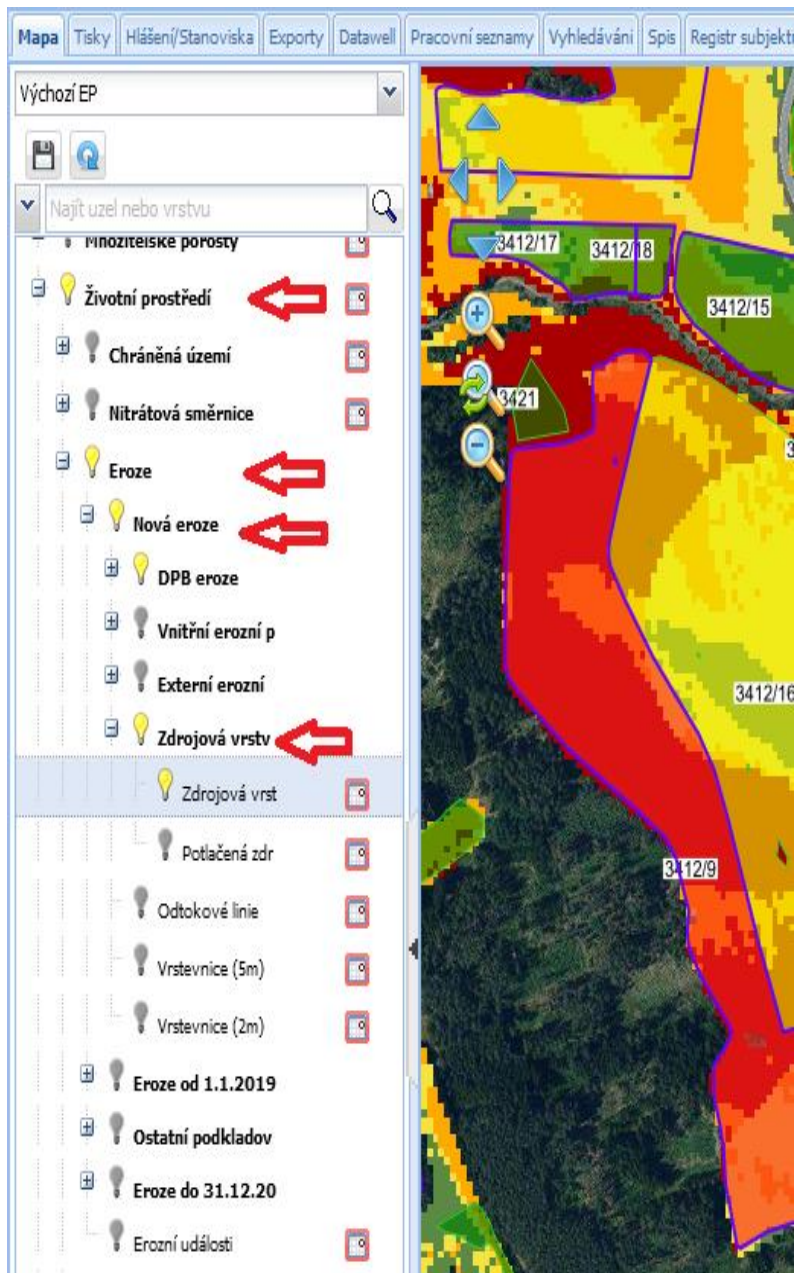 Mapa Tisky Hlášení/Stanoviska Exporty Datawell Pracovní seznamy Vyhledávání Spis Registr subjektů
Výchozí EP
Najít uzel nebo vrstvu
Množitelské porosty
Životní prostředí
Chráněná území
Nitrátová směrnice
Eroze
Nová eroze
DPB eroze
Vnitřní erozní p
Externí erozní
Zdrojová vrstv
Zdrojová vrst
Potlačená zdr
Odtokové linie
Vrstevnice (5m)
Vrstevnice (2m)
Eroze od 1.1.2019
Ostatní podkladov
Eroze do 31.12.20
Erozní události
3412/17
3412/18
3412/15
3421
3
3412/16
3412/9